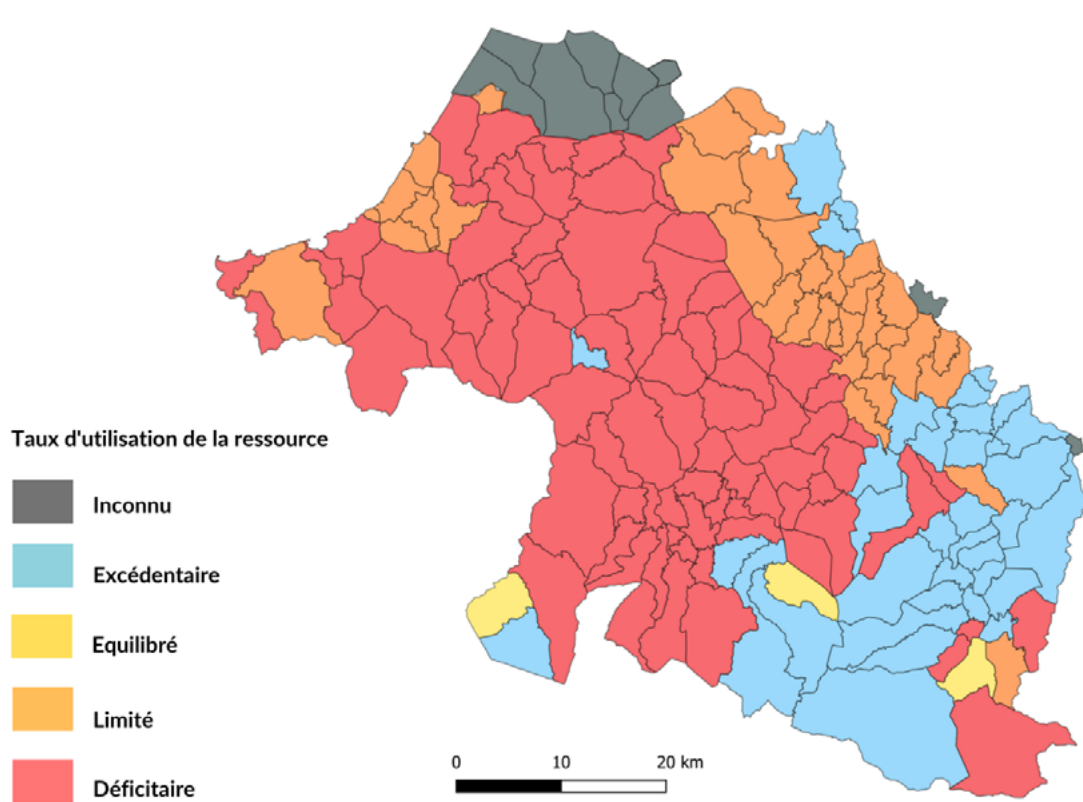 Taux d'utilisation de la ressource
Inconnu
Excédentaire
Equilibré
Limité
Déficitaire
0 10 20 km